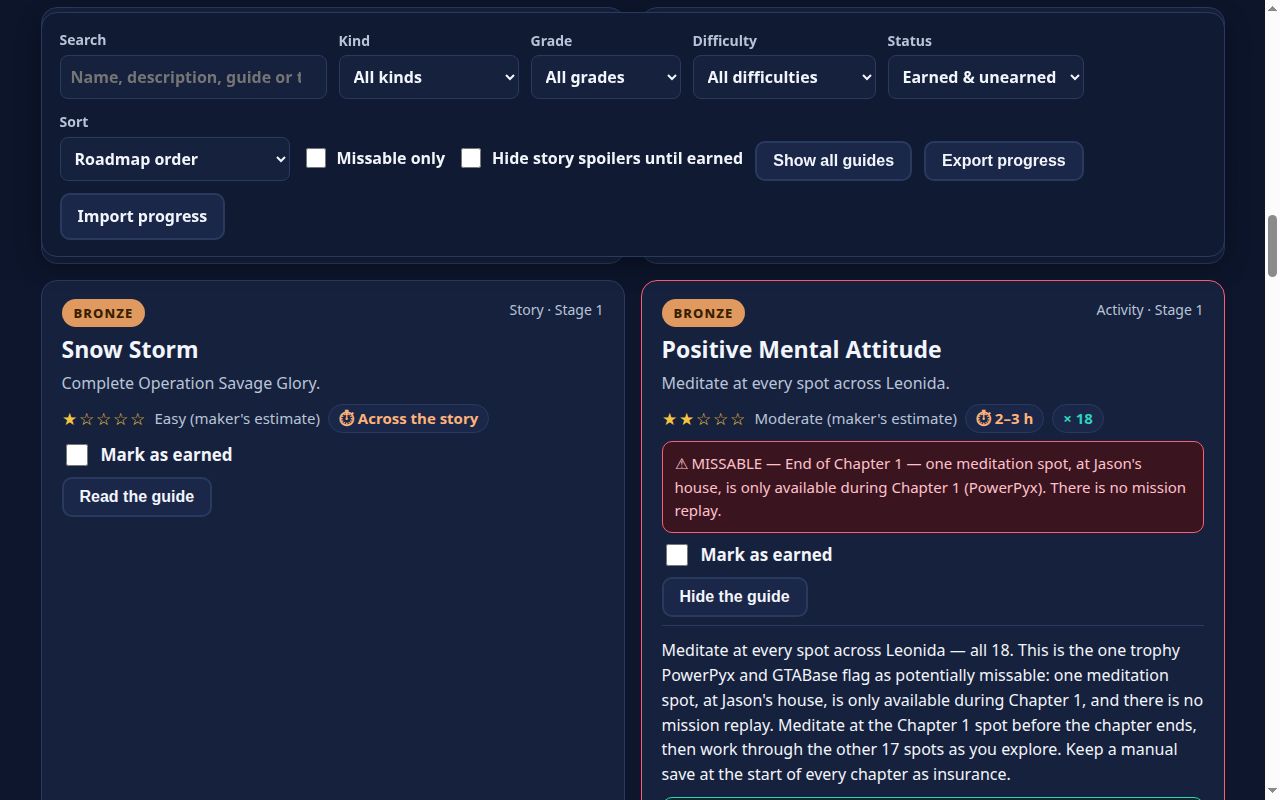 Search
Kind
Grade
Difficulty
Status
Name, description, guide or t
All kinds
All grades
All difficulties
Earned & unearned
Sort
Roadmap order
Missable only
Hide story spoilers until earned
Show all guides
Export progress
Import progress
BRONZE
Story · Stage 1
Snow Storm
Complete Operation Savage Glory.
★☆☆☆☆ Easy (maker's estimate) ⏱ Across the story
Mark as earned
Read the guide
BRONZE
Activity · Stage 1
Positive Mental Attitude
Meditate at every spot across Leonida.
★★☆☆☆ Moderate (maker's estimate) ⏱ 2–3 h × 18
⚠ MISSABLE — End of Chapter 1 — one meditation spot, at Jason's
house, is only available during Chapter 1 (PowerPyx). There is no mission
replay.
Mark as earned
Hide the guide
Meditate at every spot across Leonida — all 18. This is the one trophy
PowerPyx and GTABase flag as potentially missable: one meditation
spot, at Jason's house, is only available during Chapter 1, and there is no
mission replay. Meditate at the Chapter 1 spot before the chapter ends,
then work through the other 17 spots as you explore. Keep a manual
save at the start of every chapter as insurance.